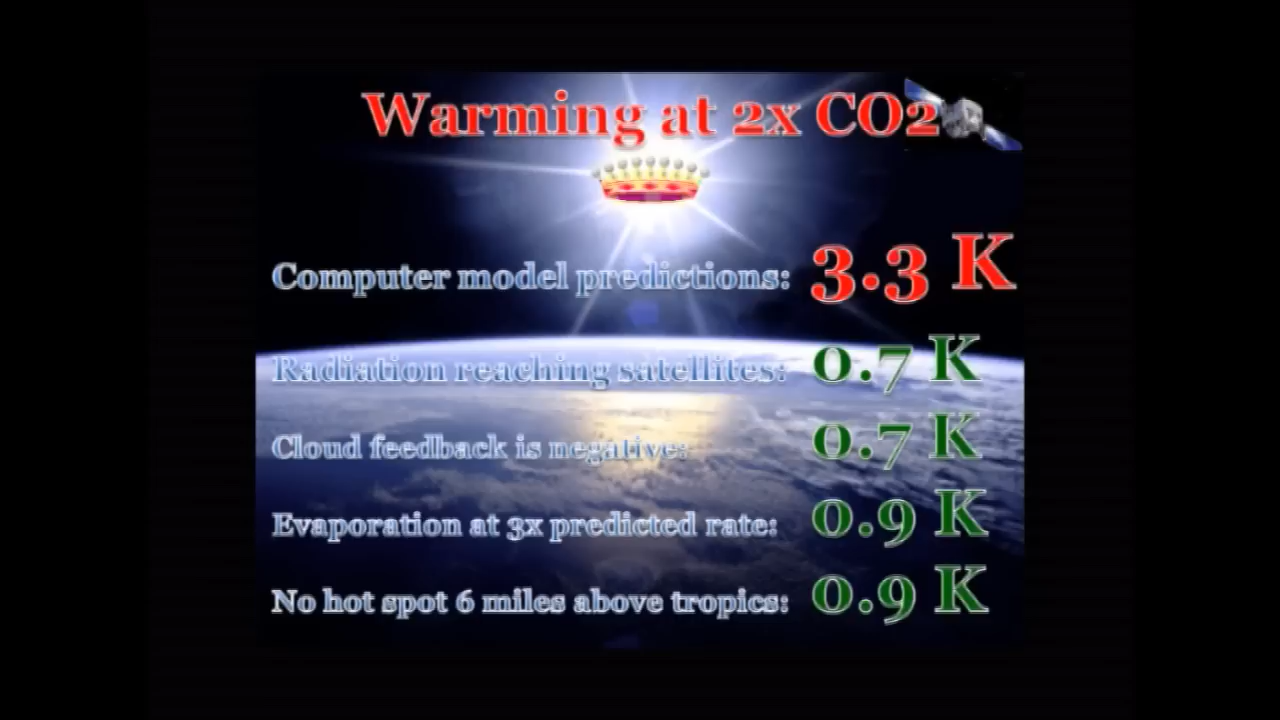 Warming at 2x CO2
Computer model predictions: 3.3 K
Radiation reaching satellites: 0.7 K
Cloud feedback is negative: 0.7 K
Evaporation at 3x predicted rate: 0.9 K
No hot spot 6 miles above tropics: 0.9 K